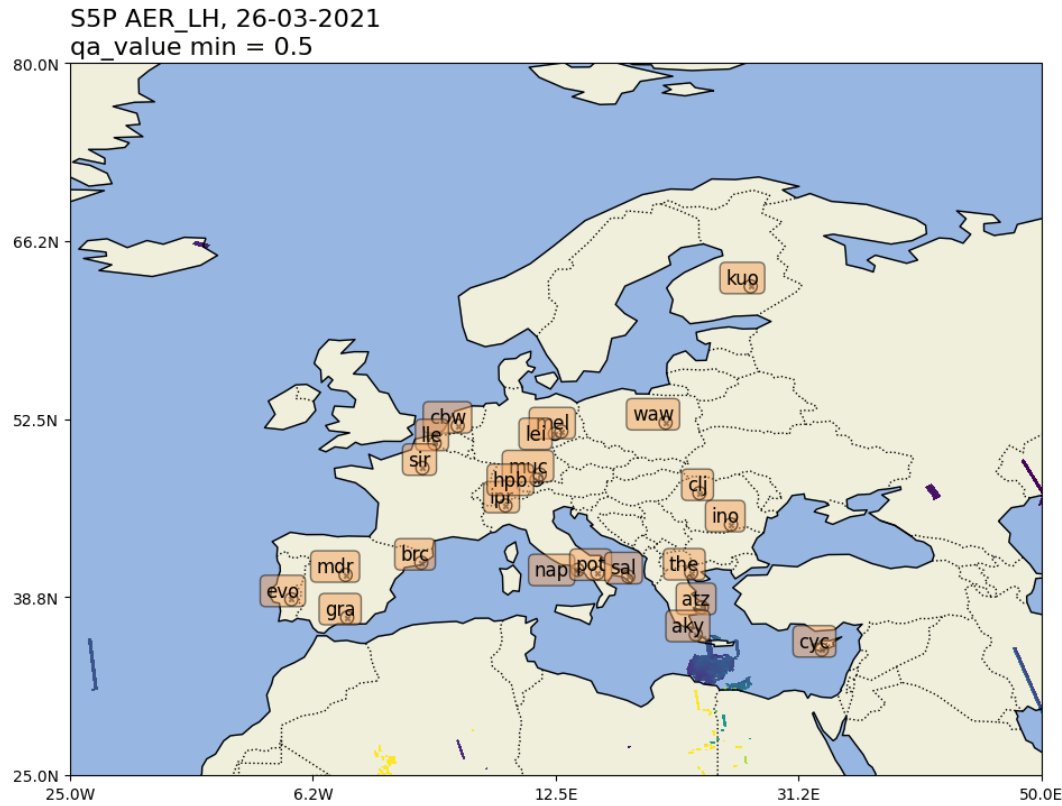 S5P AER_LH, 26-03-2021
qa_value min = 0.5
80.0N
66.2N
kuo
52.5N
cbw
mel
waw
lle
lei
sir
muc
hpb
clj
ipr
ino
brc
mdr
nap
pot
sal
the
38.8N
evo
gra
atz
aky
cyc
25.0N
25.0W
6.2W
12.5E
31.2E
50.0E